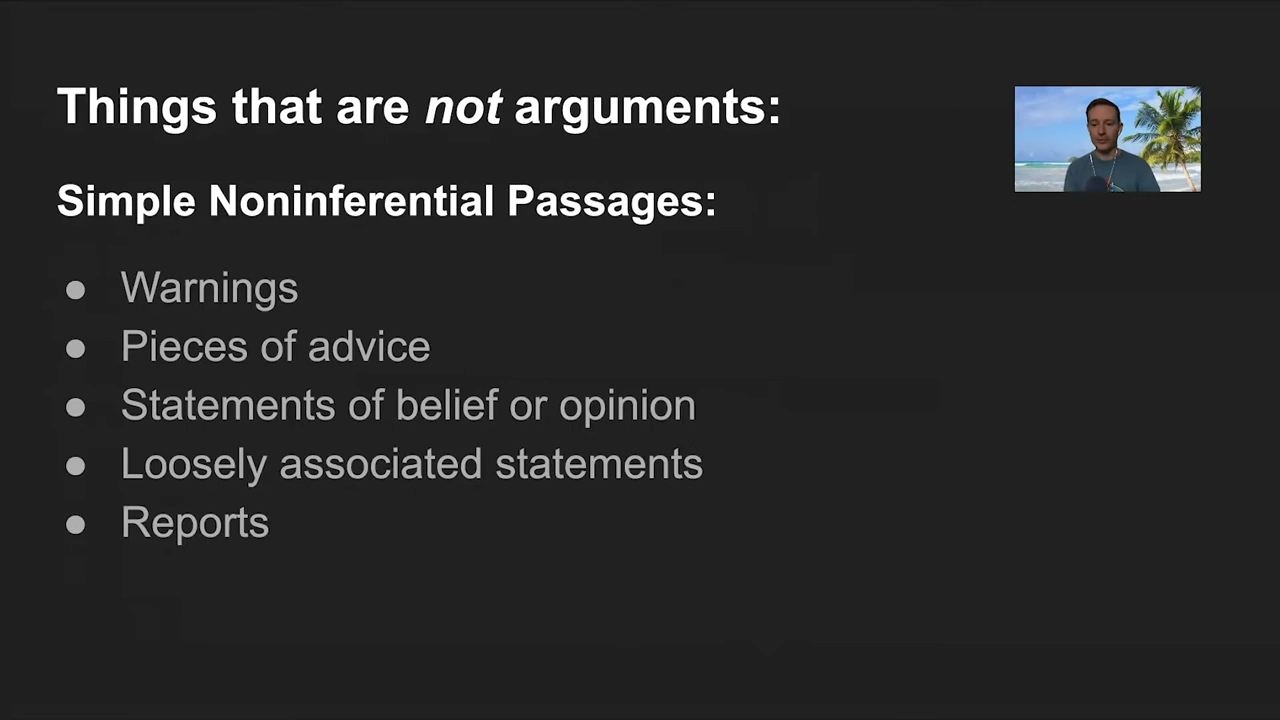 Things that are not arguments:
Simple Noninferential Passages:
● Warnings
● Pieces of advice
● Statements of belief or opinion
● Loosely associated statements
● Reports